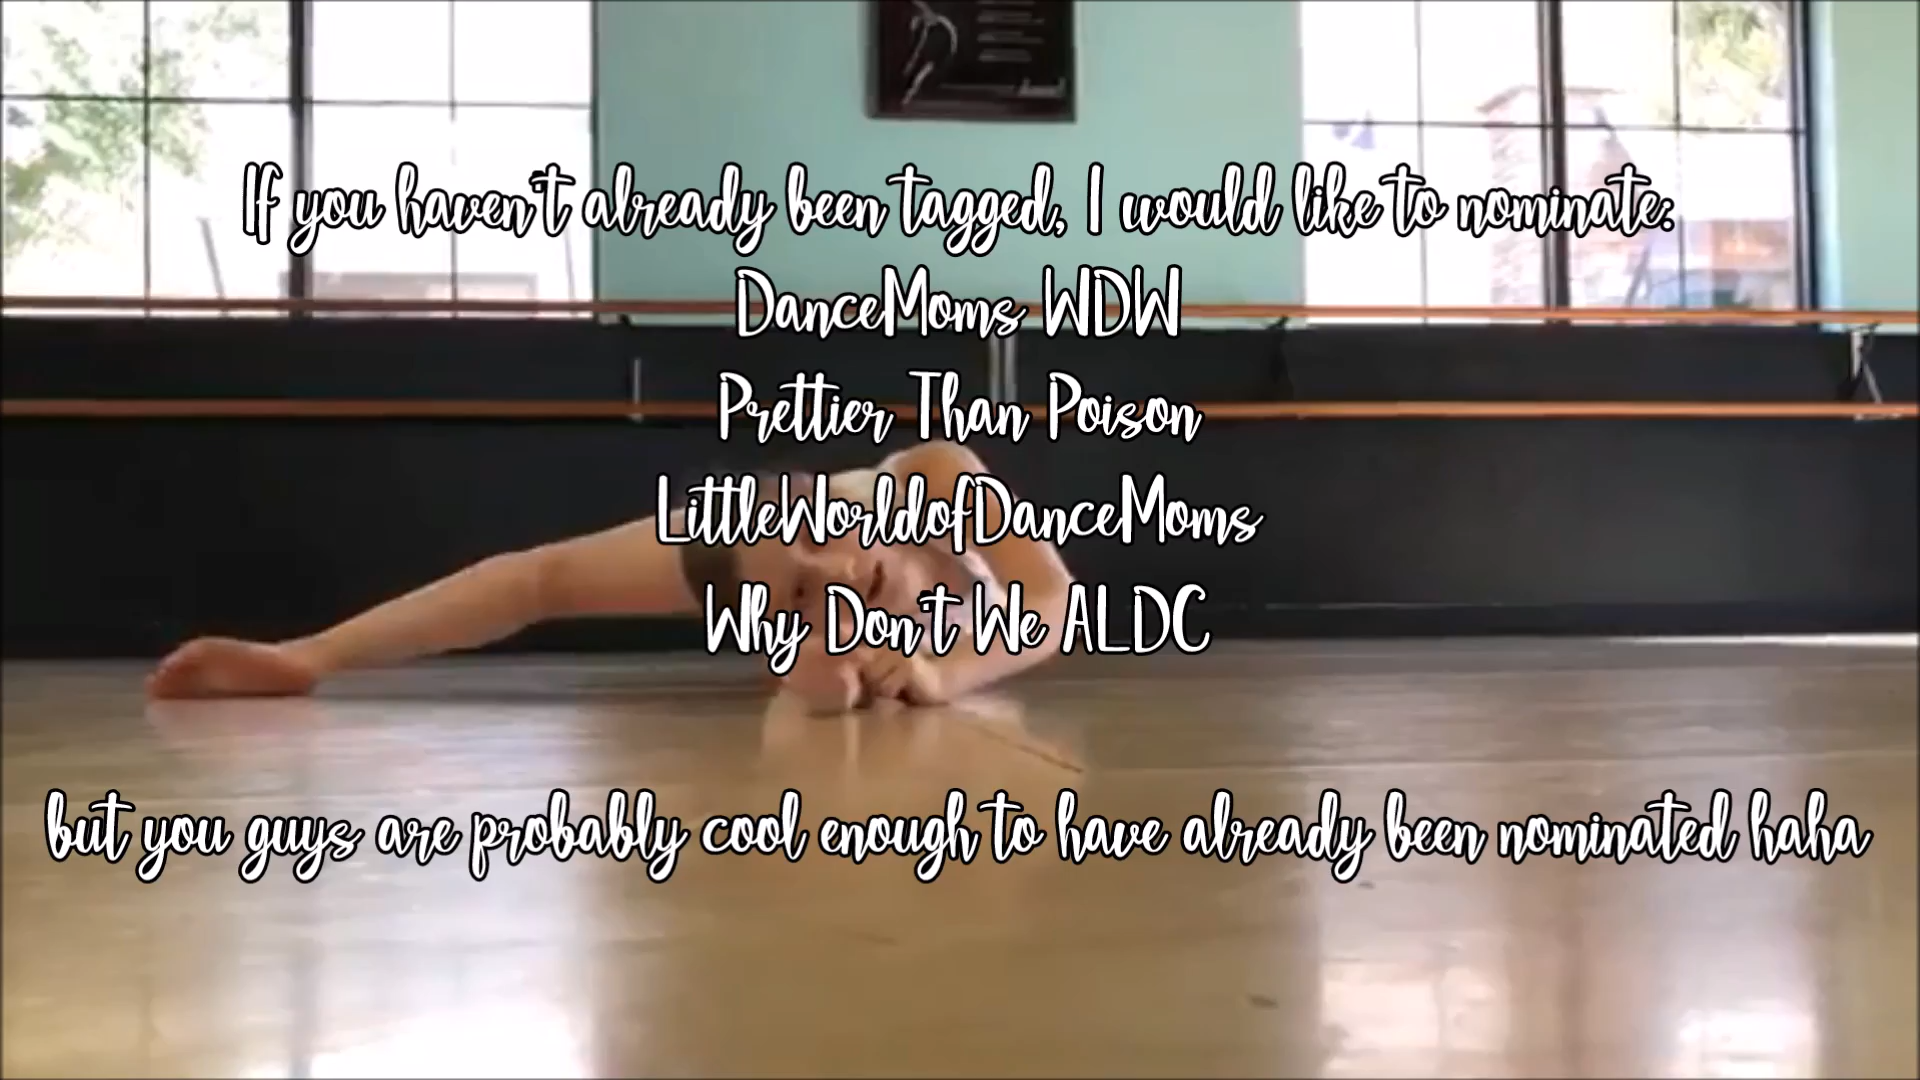 If you haven't already been tagged, I would like to nominate:
DanceMoms WDW
Prettier Than Poison
LittleWorldofDanceMoms
Why Don't We ALDC
but you guys are probably cool enough to have already been nominated haha